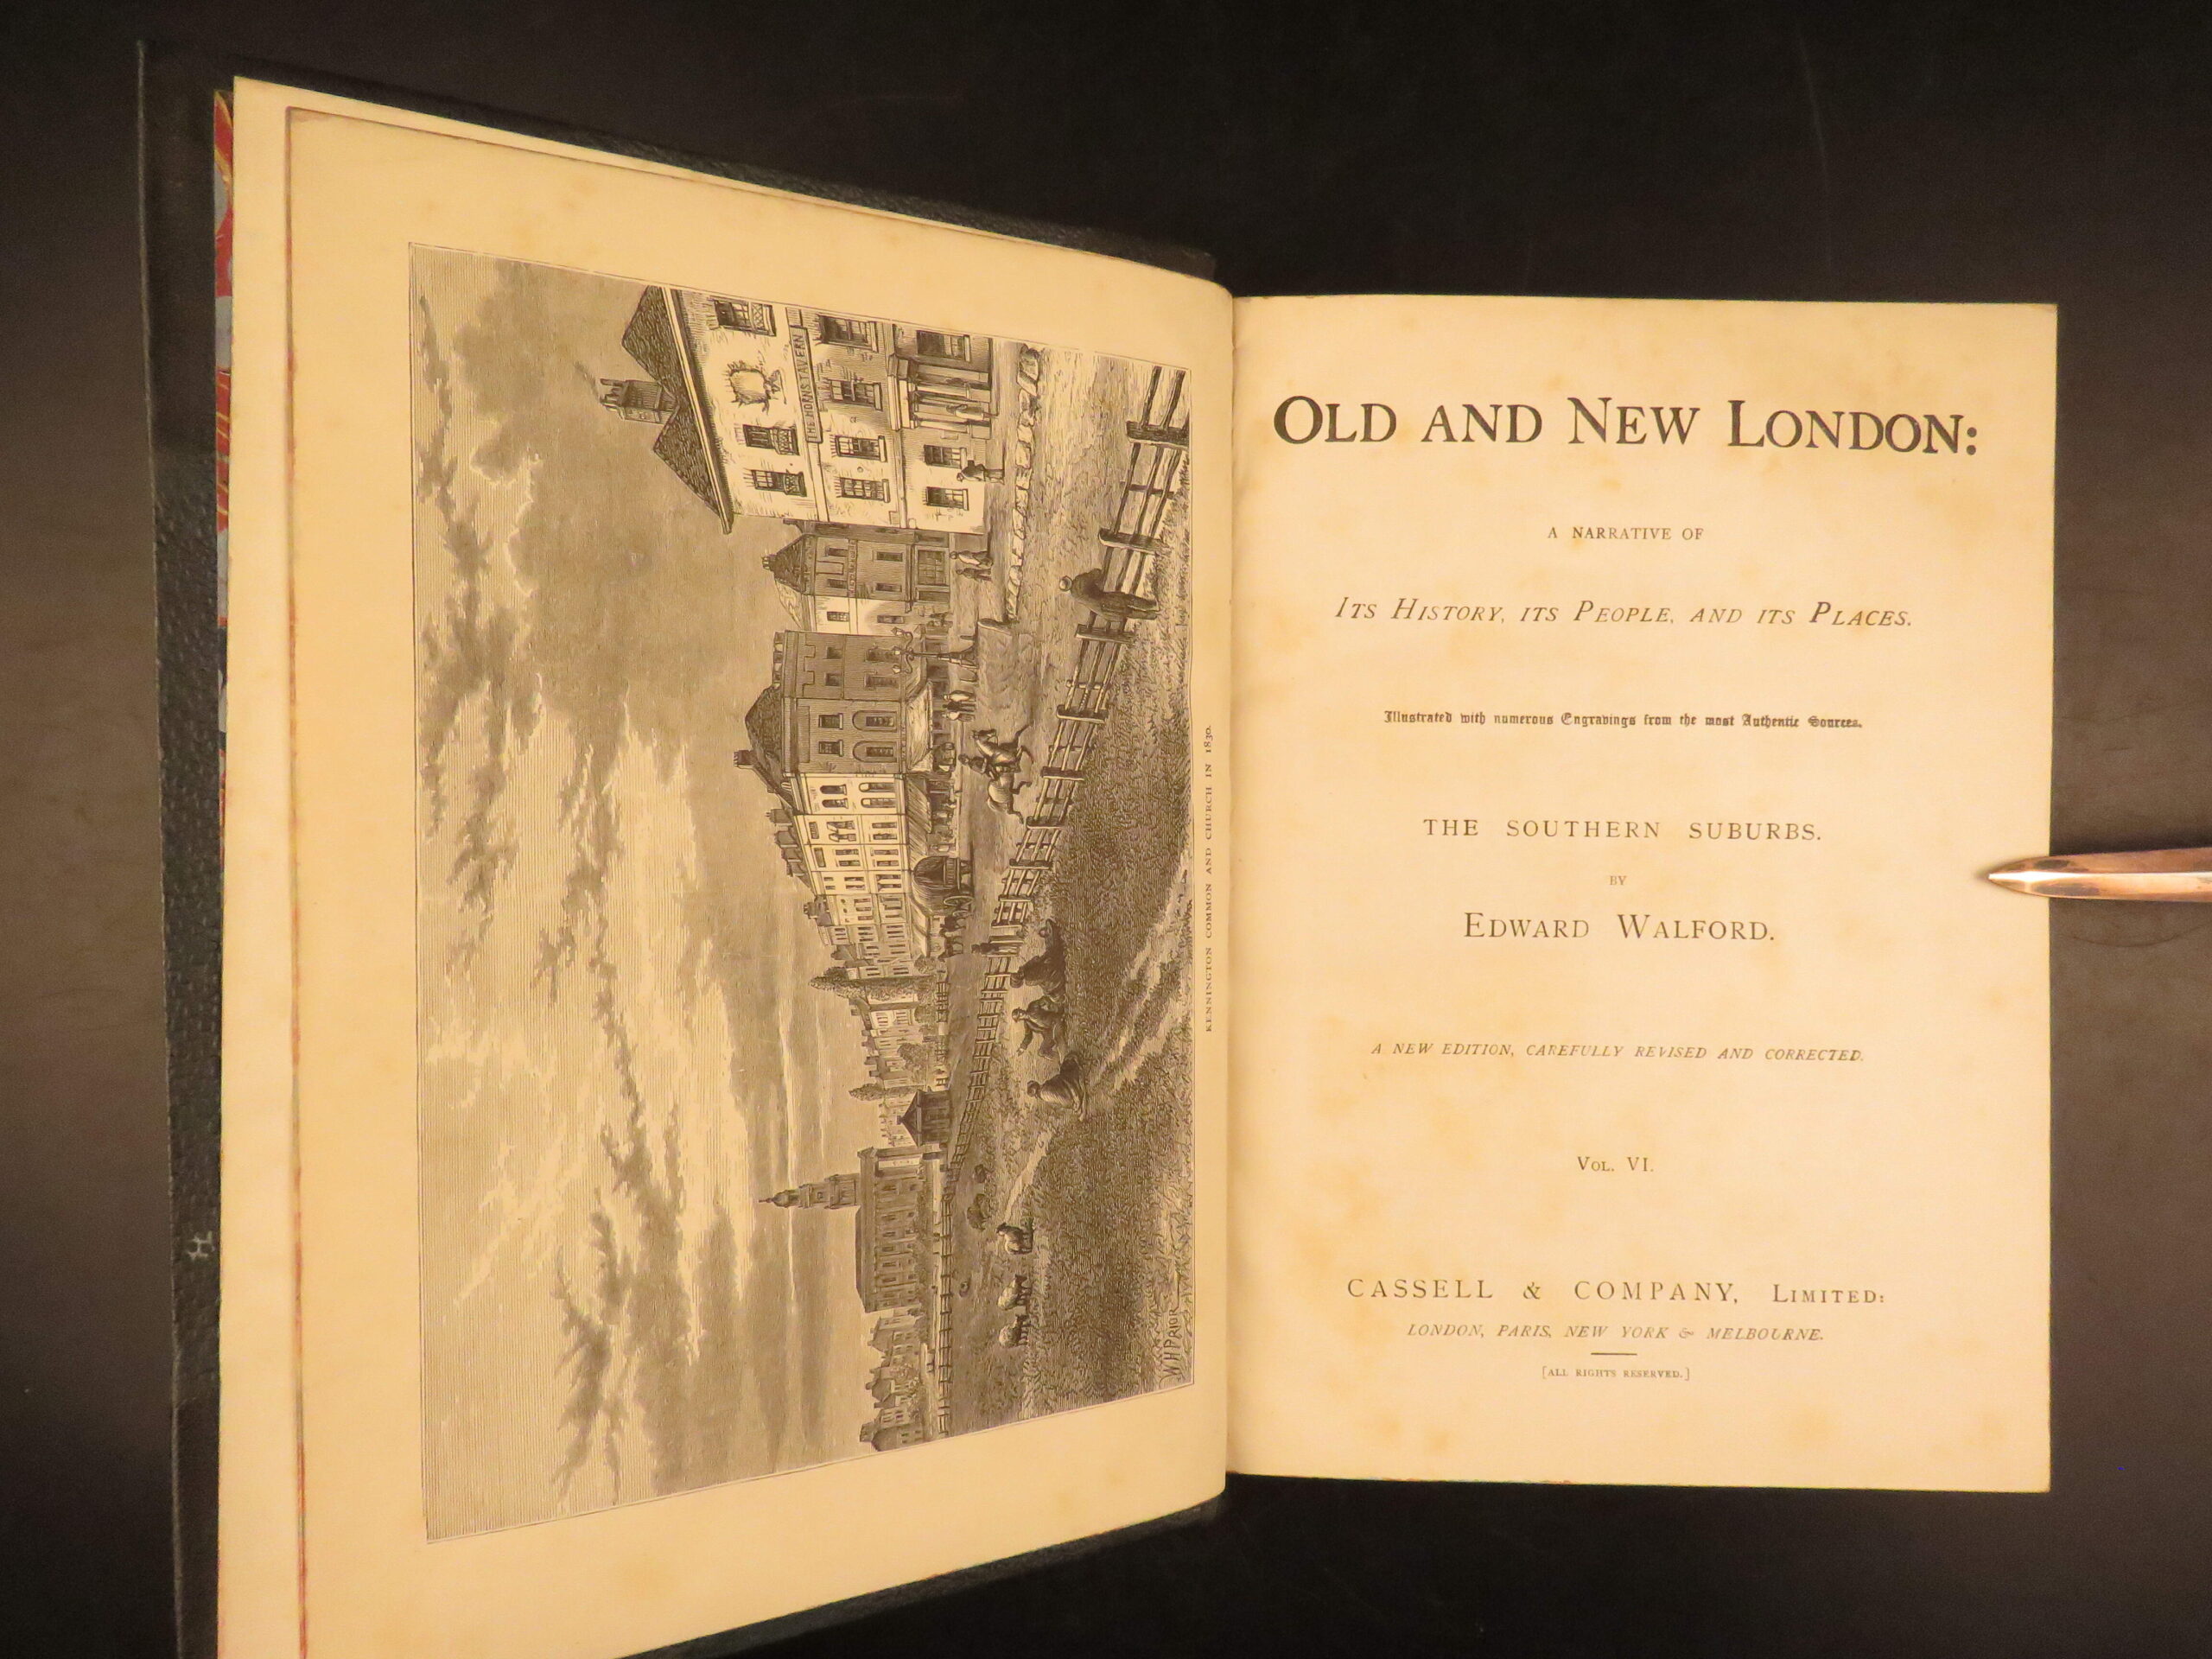 THE HORNS TAVERN
W H PRIOR
KENNINGTON COMMON AND CHURCH IN 1830.
OLD AND NEW LONDON:
A NARRATIVE OF
ITS HISTORY, ITS PEOPLE, AND ITS PLACES.
Illustrated with numerous Engravings from the most Authentic Sources.
THE SOUTHERN SUBURBS.
BY
EDWARD WALFORD.
A NEW EDITION, CAREFULLY REVISED AND CORRECTED.
VOL. VI.
CASSELL & COMPANY, LIMITED:
LONDON, PARIS, NEW YORK & MELBOURNE.
[ALL RIGHTS RESERVED.]